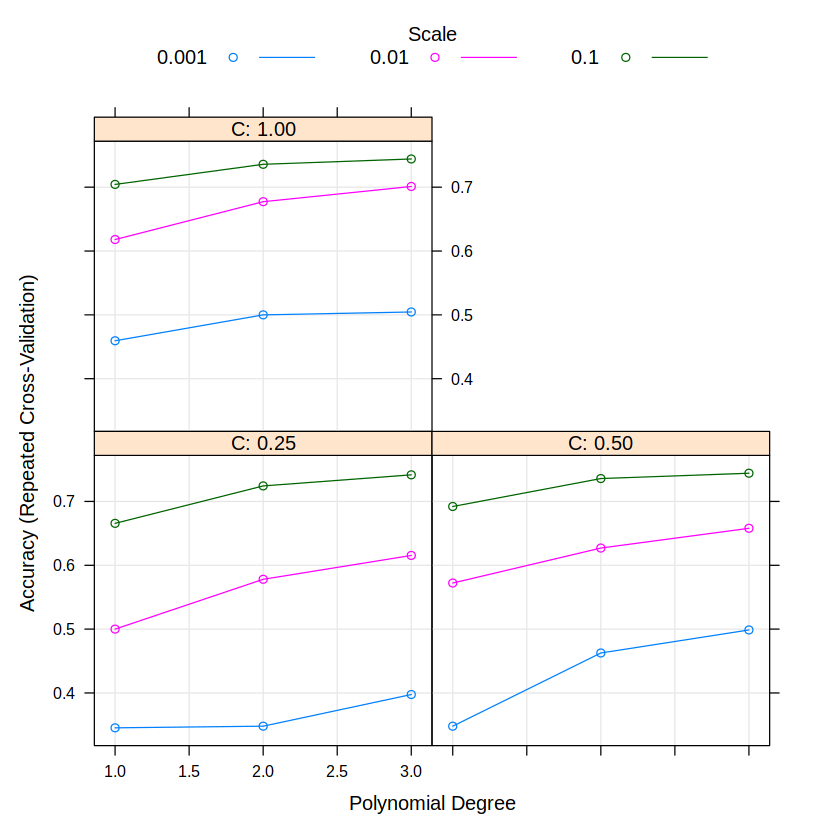 Scale
0.001 0.01 0.1
C: 1.00
0.7
0.6
0.5
0.4
Accuracy (Repeated Cross-Validation)
C: 0.25 C: 0.50
0.7
0.6
0.5
0.4
1.0 1.5 2.0 2.5 3.0
Polynomial Degree